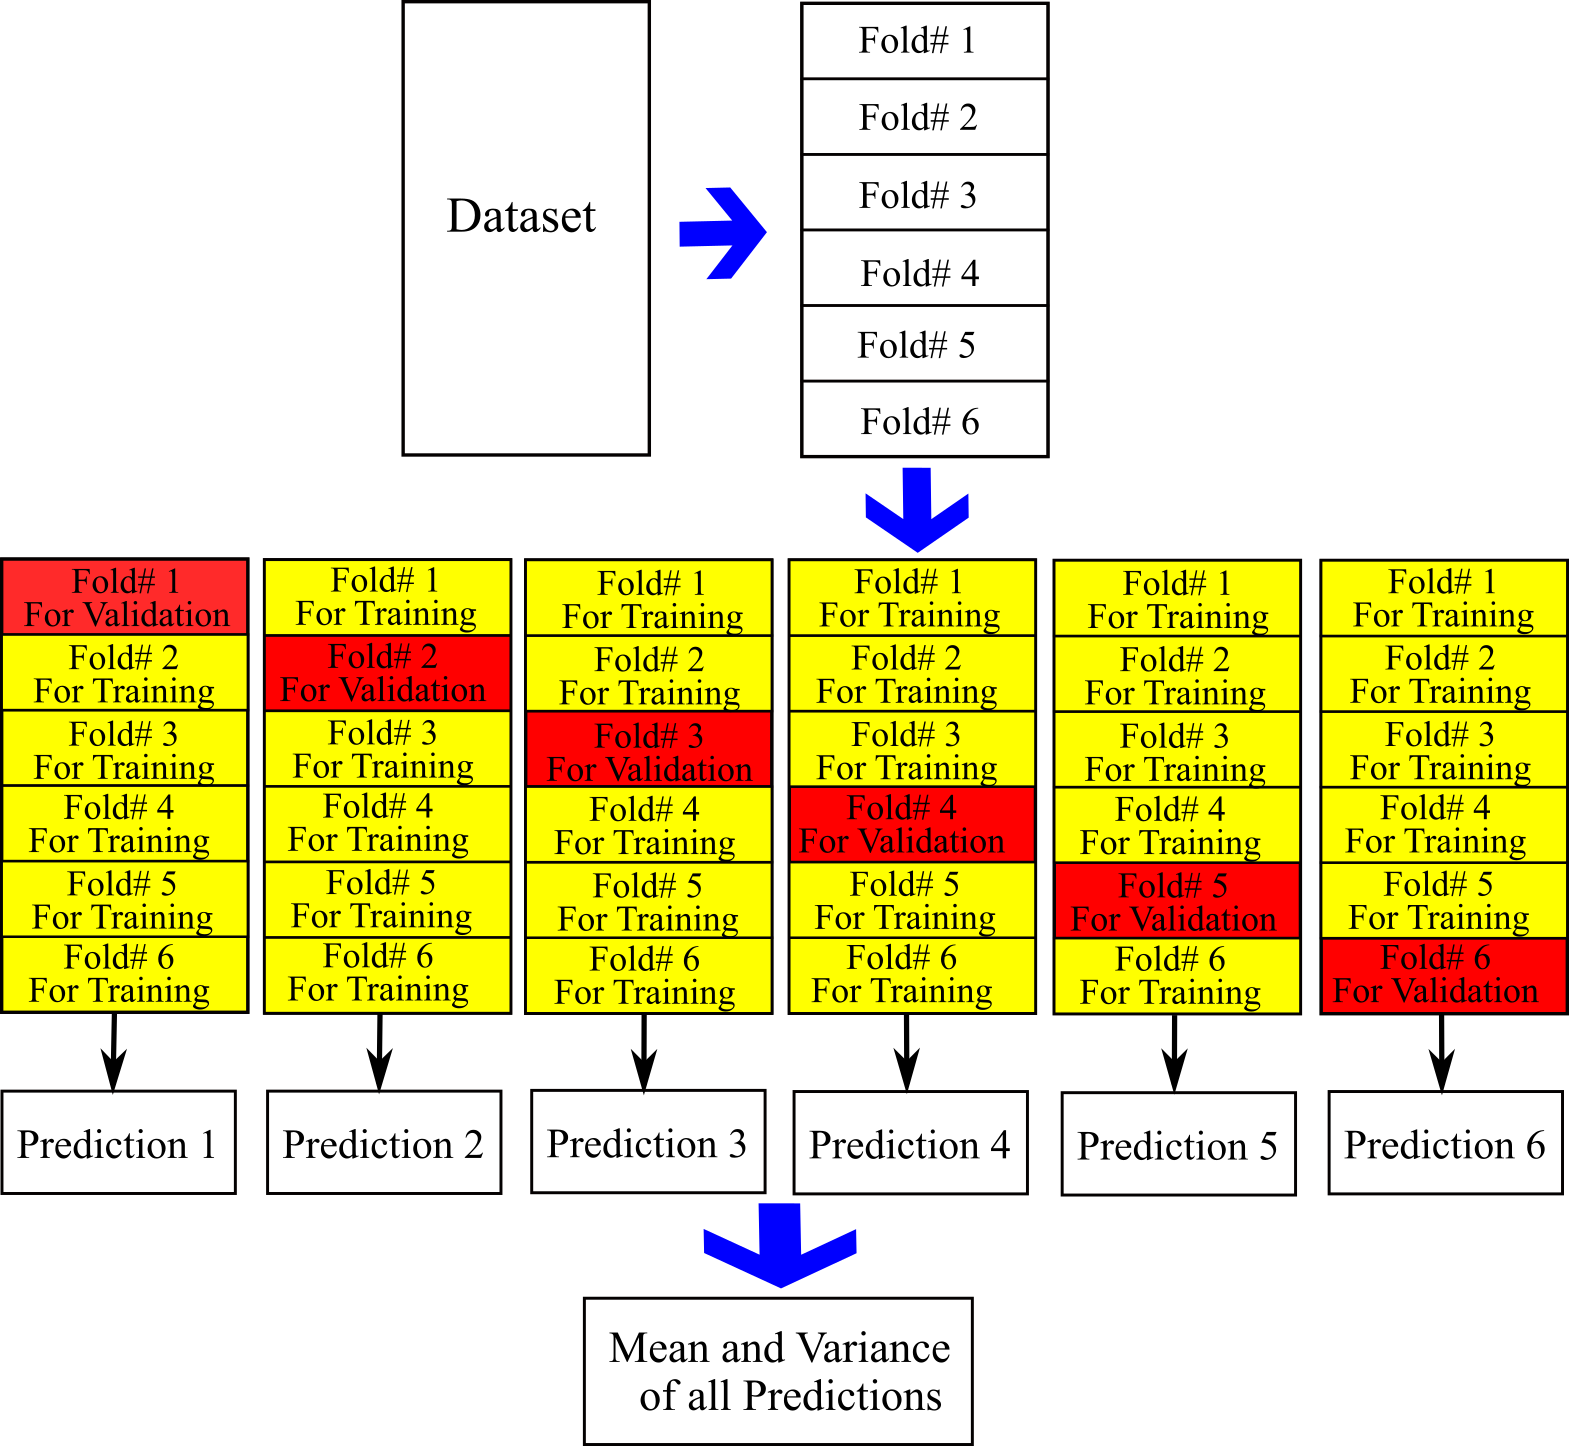 Dataset
Fold# 1
Fold# 2
Fold# 3
Fold# 4
Fold# 5
Fold# 6
Fold# 1
For Validation
Fold# 2
For Training
Fold# 3
For Training
Fold# 4
For Training
Fold# 5
For Training
Fold# 6
For Training
Fold# 1
For Training
Fold# 2
For Validation
Fold# 3
For Training
Fold# 4
For Training
Fold# 5
For Training
Fold# 6
For Training
Fold# 1
For Training
Fold# 2
For Training
Fold# 3
For Validation
Fold# 4
For Training
Fold# 5
For Training
Fold# 6
For Training
Fold# 1
For Training
Fold# 2
For Training
Fold# 3
For Training
Fold# 4
For Validation
Fold# 5
For Training
Fold# 6
For Training
Fold# 1
For Training
Fold# 2
For Training
Fold# 3
For Training
Fold# 4
For Training
Fold# 5
For Validation
Fold# 6
For Training
Fold# 1
For Training
Fold# 2
For Training
Fold# 3
For Training
Fold# 4
For Training
Fold# 5
For Training
Fold# 6
For Validation
Prediction 1
Prediction 2
Prediction 3
Prediction 4
Prediction 5
Prediction 6
Mean and Variance
of all Predictions